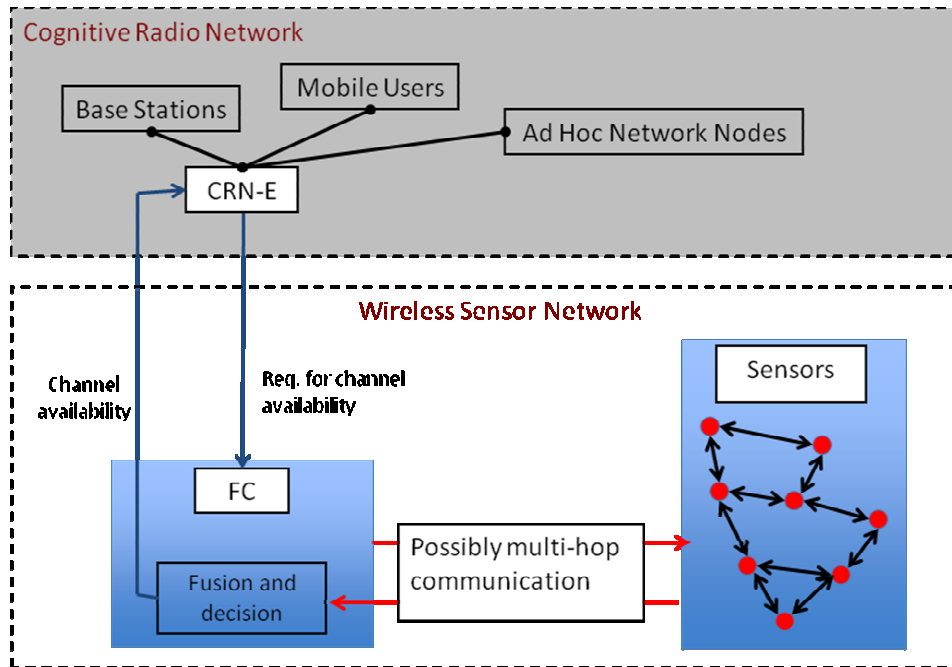 Cognitive Radio Network
Mobile Users
Base Stations
Ad Hoc Network Nodes
CRN-E
Wireless Sensor Network
Channel
availability
Req. for channel
availability
Sensors
FC
Possibly multi-hop
communication
Fusion and
decision